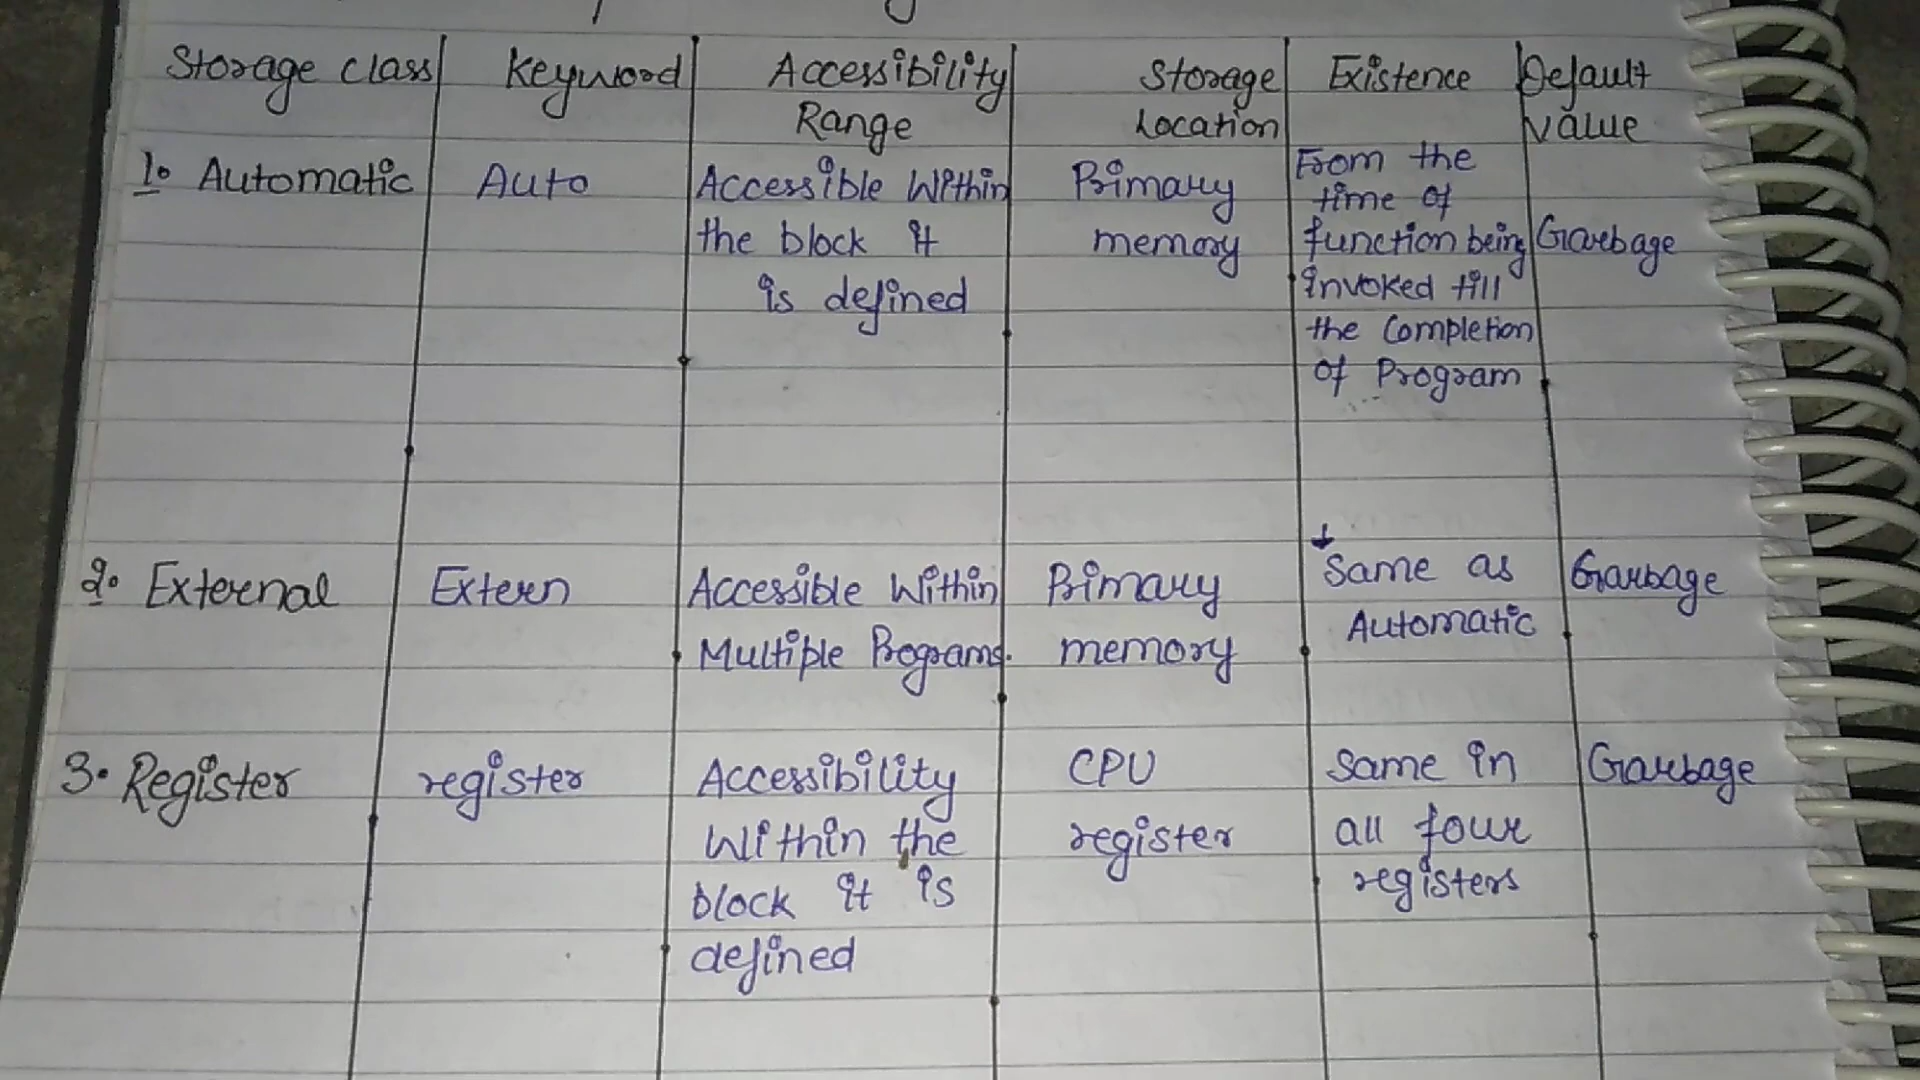 Storage class Keyword Accessibility Range Storage Location Existence Default Value
1. Automatic Auto Accessible Within the block it is defined Primary memory From the time of function being invoked till the Completion of Program Garbage
2. External Extern Accessible Within Multiple Programs. Primary memory Same as Automatic Garbage
3. Register register Accessibility Within the block it is defined CPU register Same in all four registers Garbage